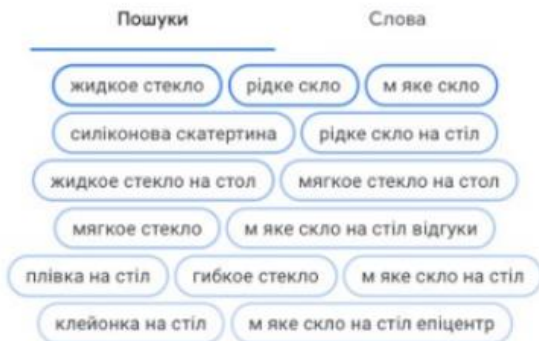 Пошуки Слова
жидкое стекло рідке скло м яке скло
силіконова скатертина рідке скло на стіл
жидкое стекло на стол мягкое стекло на стол
мягкое стекло м яке скло на стіл відгуки
плівка на стіл гибкое стекло м яке скло на стіл
клейонка на стіл м яке скло на стіл епіцентр